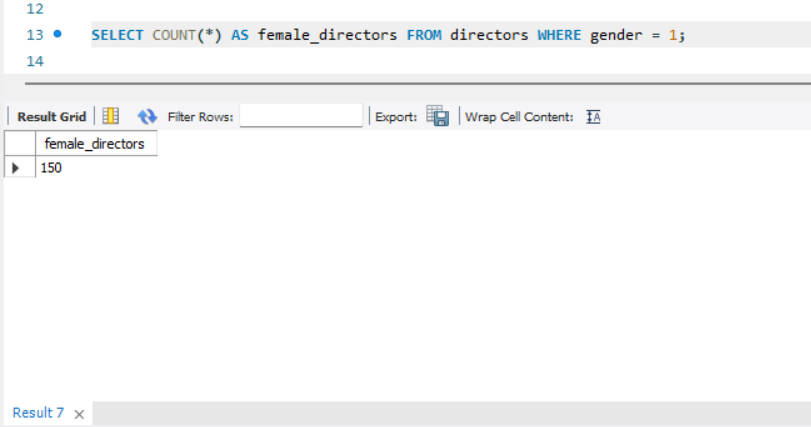 12
13 SELECT COUNT(*) AS female_directors FROM directors WHERE gender = 1;
14
Result Grid Filter Rows: Export: Wrap Cell Content: IA
female_directors
150
Result 7 ×